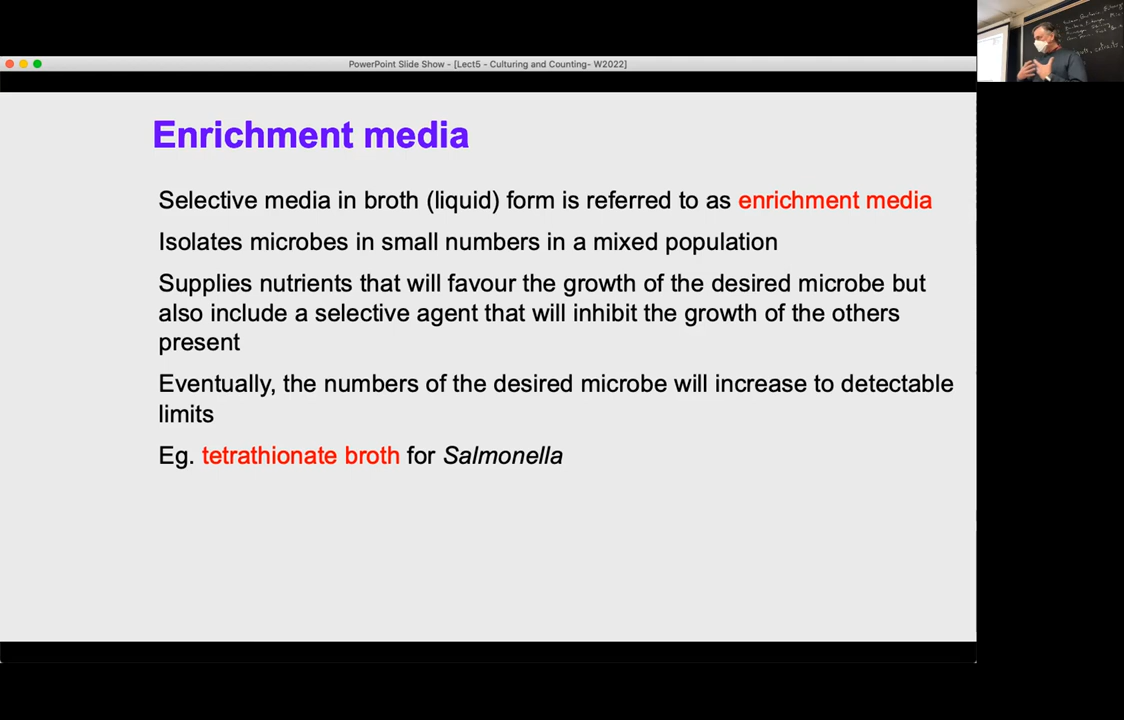 PowerPoint Slide Show - [Lect5 - Culturing and Counting- W2022]
Enrichment media
Selective media in broth (liquid) form is referred to as enrichment media
Isolates microbes in small numbers in a mixed population
Supplies nutrients that will favour the growth of the desired microbe but
also include a selective agent that will inhibit the growth of the others
present
Eventually, the numbers of the desired microbe will increase to detectable
limits
Eg. tetrathionate broth for Salmonella